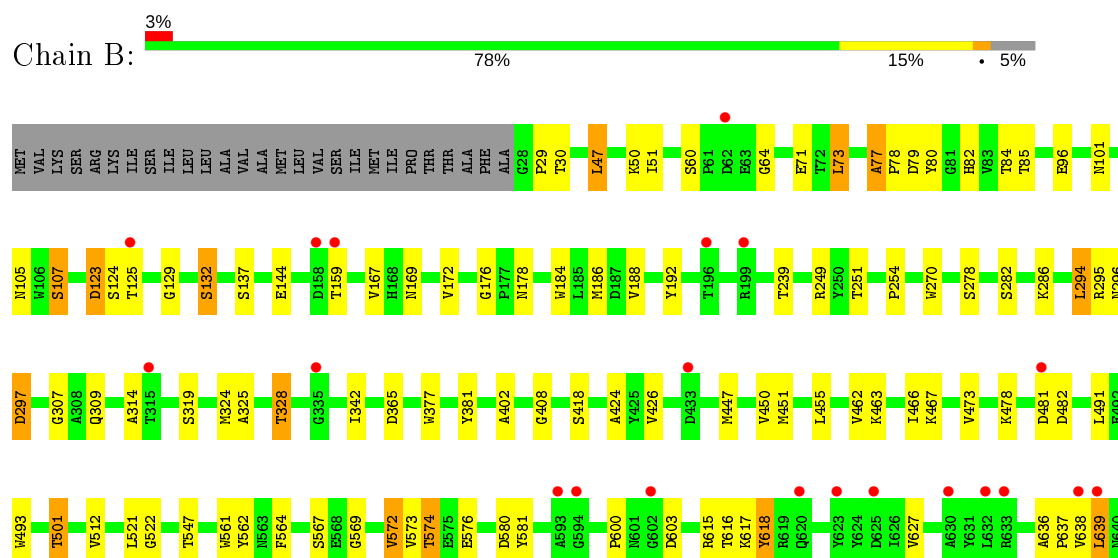 3%
Chain B:
78% 15% • 5%
MET VAL LYS SER ARG LYS ILE SER ILE LEU LEU ALA VAL ALA MET LEU VAL SER ILE MET ILE PRO THR THR ALA PHE ALA G28 P29 T30 L47 K50 I51 S60 P61 D62 E63 G64 E71 T72 L73 A77 P78 D79 Y80 G81 H82 V83 T84 T85 E96 N101
N105 W106 S107 D123 S124 T125 G129 S132 S137 E144 D158 T159 V167 H168 N169 V172 G176 P177 N178 W184 L185 M186 D187 V188 Y192 T196 R199 T239 R249 Y250 T251 P254 W270 S278 S282 K286 L294 R295 N296
D297 G307 A308 Q309 A314 T315 S319 M324 A325 T328 G335 I342 D365 W377 Y381 A402 G408 S418 A424 Y425 V426 D433 M447 V450 M451 L455 V462 K463 I466 K467 V473 K478 D481 D482 L491 E492
W493 T501 V512 L521 G522 T547 W561 Y562 N563 F564 S567 E568 G569 V572 V573 T574 E575 E576 D580 Y581 A593 G594 P600 N601 G602 D603 R615 T616 K617 Y618 R619 Q620 Y623 Y624 D625 I626 V627 A630 Y631 L632 R633 A636 P637 V638 L639